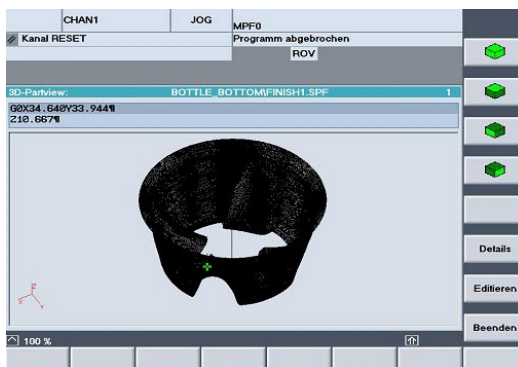 CHAN1 JOG MPF0
Kanal RESET Programm abgebrochen
ROV
3D-Partview: BOTTLE_BOTTOM\FINISH1.SPF 1
G0X34.640Y33.944¶
Z10.667¶
Details
Editieren
Beenden
100 %